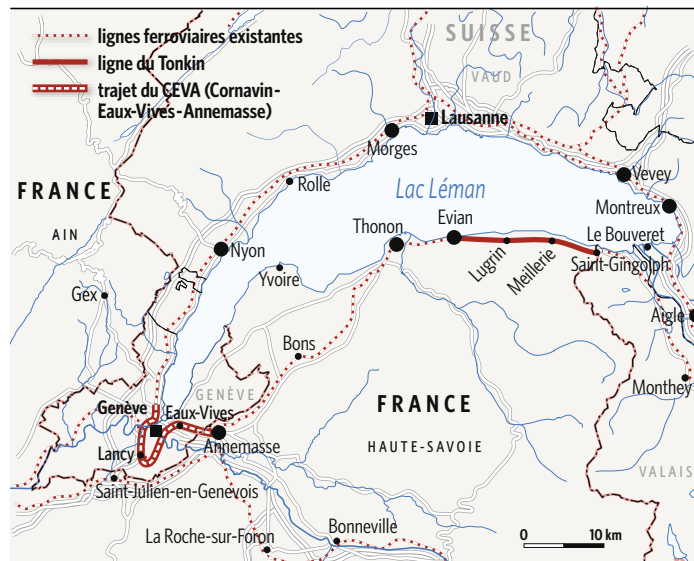 lignes ferroviaires existantes
ligne du Tonkin
trajet du CEVA (Cornavin-
Eaux-Vives-Annemasse)
SUISSE
VAUD
Lausanne
Morges
Vevey
FRANCE
Rolle
Lac Léman
Montreux
AIN
Thonon
Evian
Le Bouveret
Nyon
Lugrin
Meillerie
Saint-Gingolph
Yvoire
Gex
Aigle
Bons
Monthey
GENÈVE
FRANCE
Genève
Eaux-Vives
Annemasse
HAUTE-SAVOIE
Lancy
VALAIS
Saint-Julien-en-Genevois
La Roche-sur-Foron
Bonneville
0 10 km